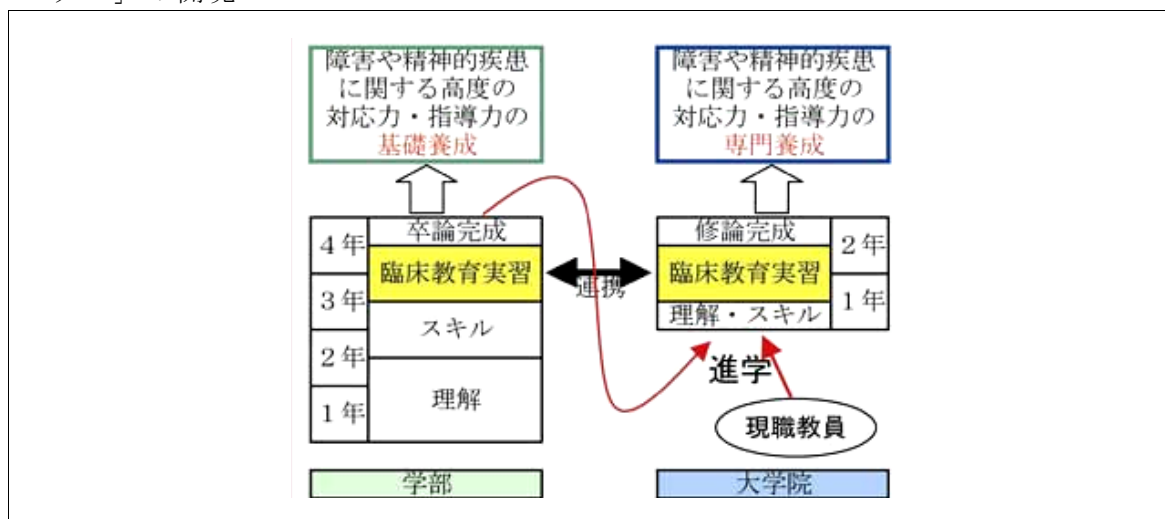 障害や精神的疾患
に関する高度の
対応力・指導力の
基礎養成
障害や精神的疾患
に関する高度の
対応力・指導力の
専門養成
4年
3年
2年
1年
卒論完成
臨床教育実習
スキル
理解
連携
修論完成
臨床教育実習
理解・スキル
2年
1年
進学
現職教員
学部
大学院